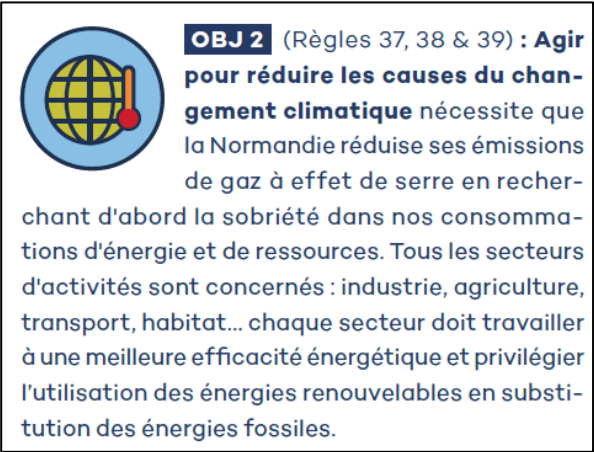 OBJ 2 (Règles 37, 38 & 39) : Agir
pour réduire les causes du chan-
gement climatique nécessite que
la Normandie réduise ses émissions
de gaz à effet de serre en recher-
chant d'abord la sobriété dans nos consomma-
tions d'énergie et de ressources. Tous les secteurs
d'activités sont concernés : industrie, agriculture,
transport, habitat... chaque secteur doit travailler
à une meilleure efficacité énergétique et privilégier
l’utilisation des énergies renouvelables en substi-
tution des énergies fossiles.